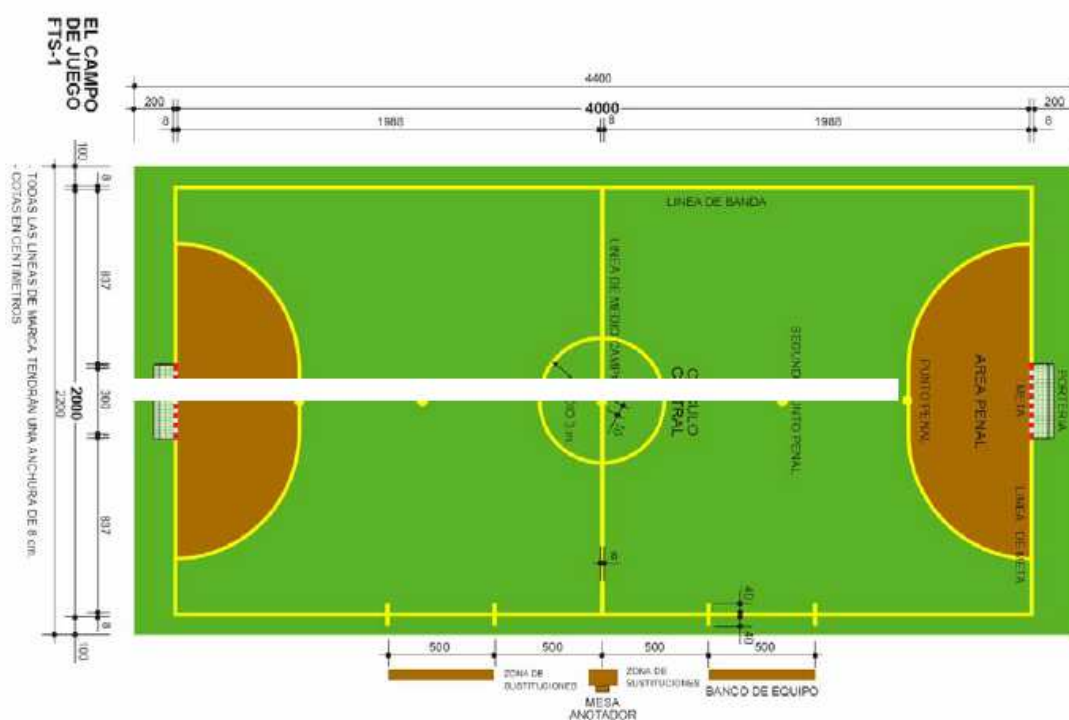 EL CAMPO
DE JUEGO
FTS-1
- TODAS LAS LINEAS DE MARCA TENDRÁN UNA ANCHURA DE 8 cm.
- COTAS EN CENTIMETROS
4400
200
4000
200
8
1988
8
1988
8
100
8
837
300
837
8
100
2000
2200
LINEA DE BANDA
LINEA DE MEDIO
SEGUNDO PUNTO PENAL
PUNTO PENAL
AREA PENAL
META
PORTERIA
LINEA DE META
3 m.
8
40
40
500
500
500
500
ZONA DE
SUSTITUCIONES
MESA
ANOTADOR
ZONA DE
SUSTITUCIONES
BANCO DE EQUIPO